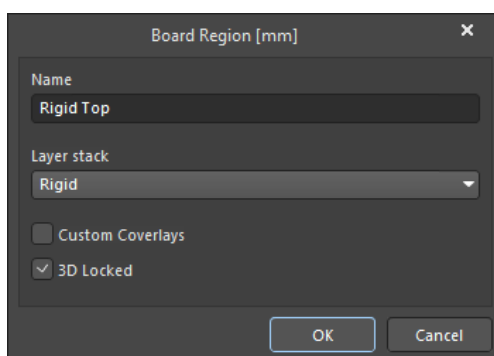 Board Region [mm]
Name
Rigid Top
Layer stack
Rigid
Custom Coverlays
3D Locked
OK Cancel